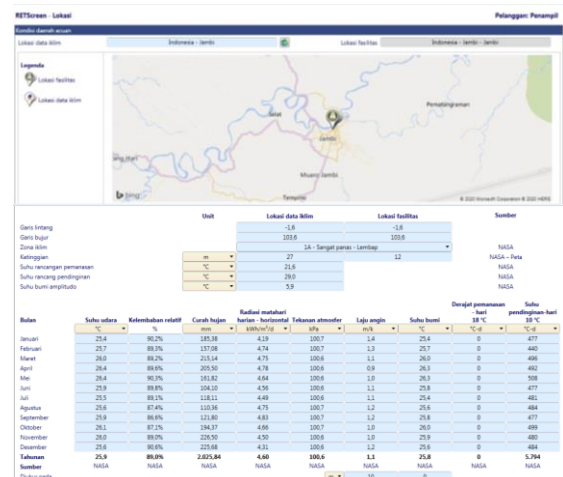 RETScreen - Lokasi Pelanggan: Penampil
Kondisi daerah acuan
Lokasi data iklim Indonesia - Jambi Lokasi fasilitas Indonesia - Jambi - Jambi
Legenda
Lokasi fasilitas
Lokasi data iklim
Pematangraman
Jambi
Muaro Jambi
Tempino
bing
Unit Lokasi data iklim Lokasi fasilitas Sumber
Garis lintang -1,6 -1,6
Garis bujur 103,6 103,6
Zona iklim 1A - Sangat panas - Lembap NASA
Ketinggian m 27 12 NASA – Peta
Suhu rancangan pemanasan °C 21,6 NASA
Suhu rancang pendinginan °C 29,0 NASA
Suhu bumi amplitudo °C 5,9 NASA
Derajat pemanasan Suhu
Radiasi matahari - hari pendinginan-hari
Bulan Suhu udara Kelembaban relatif Curah hujan harian - horizontal Tekanan atmosfer Laju angin Suhu bumi 18 °C 10 °C
°C % mm kWh/m²/d kPa m/k °C °C-d °C-d
Januari 25,4 90,2% 185,38 4,19 100,7 1,4 25,4 0 477
Februari 25,7 89,3% 157,08 4,74 100,7 1,3 25,7 0 440
Maret 26,0 89,2% 215,14 4,75 100,6 1,1 26,0 0 496
April 26,4 89,6% 205,50 4,78 100,6 0,9 26,3 0 492
Mei 26,4 90,3% 161,82 4,64 100,6 1,0 26,3 0 508
Juni 25,9 89,8% 104,10 4,56 100,6 1,1 25,8 0 477
Juli 25,5 89,1% 118,11 4,49 100,6 1,1 25,4 0 481
Agustus 25,6 87,4% 110,36 4,75 100,7 1,2 25,6 0 484
September 25,9 86,6% 121,80 4,83 100,7 1,2 25,8 0 477
Oktober 26,1 87,1% 194,37 4,66 100,7 1,0 26,0 0 499
November 26,0 89,0% 226,50 4,50 100,6 1,0 25,9 0 480
Desember 25,6 90,6% 225,68 4,31 100,6 1,2 25,6 0 484
Tahunan 25,9 89,0% 2.025,84 4,60 100,6 1,1 25,8 0 5.794
Sumber NASA NASA NASA NASA NASA NASA NASA NASA NASA
m 10 0